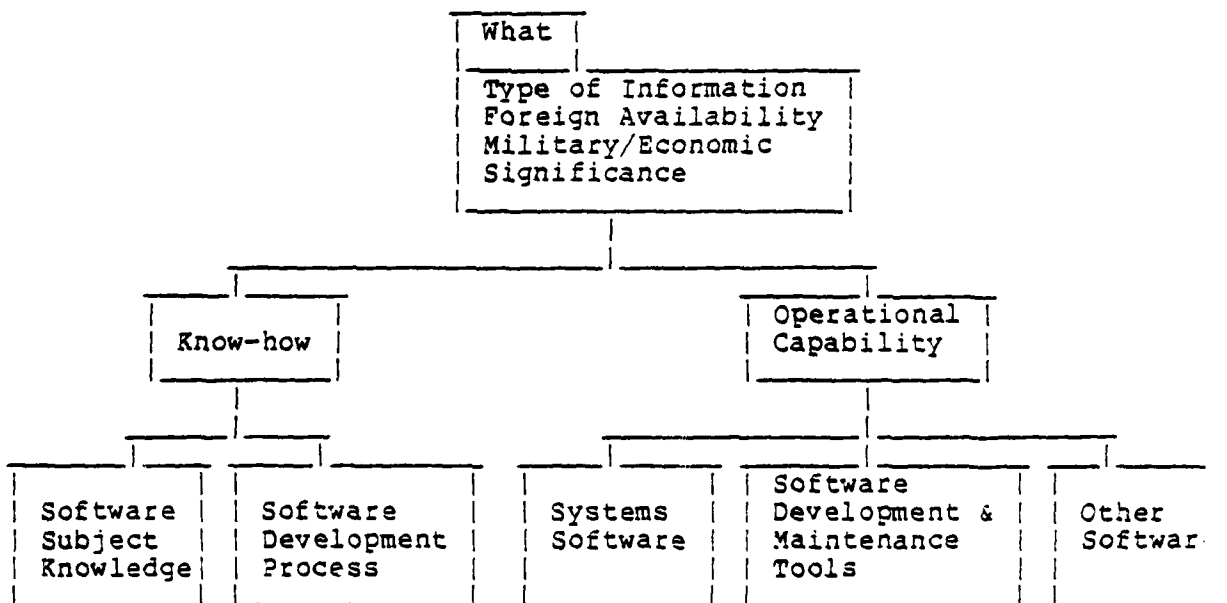 What
Type of Information
Foreign Availability
Military/Economic
Significance
Know-how
Operational
Capability
Software
Subject
Knowledge
Software
Development
Process
Systems
Software
Software
Development &
Maintenance
Tools
Other
Softwar